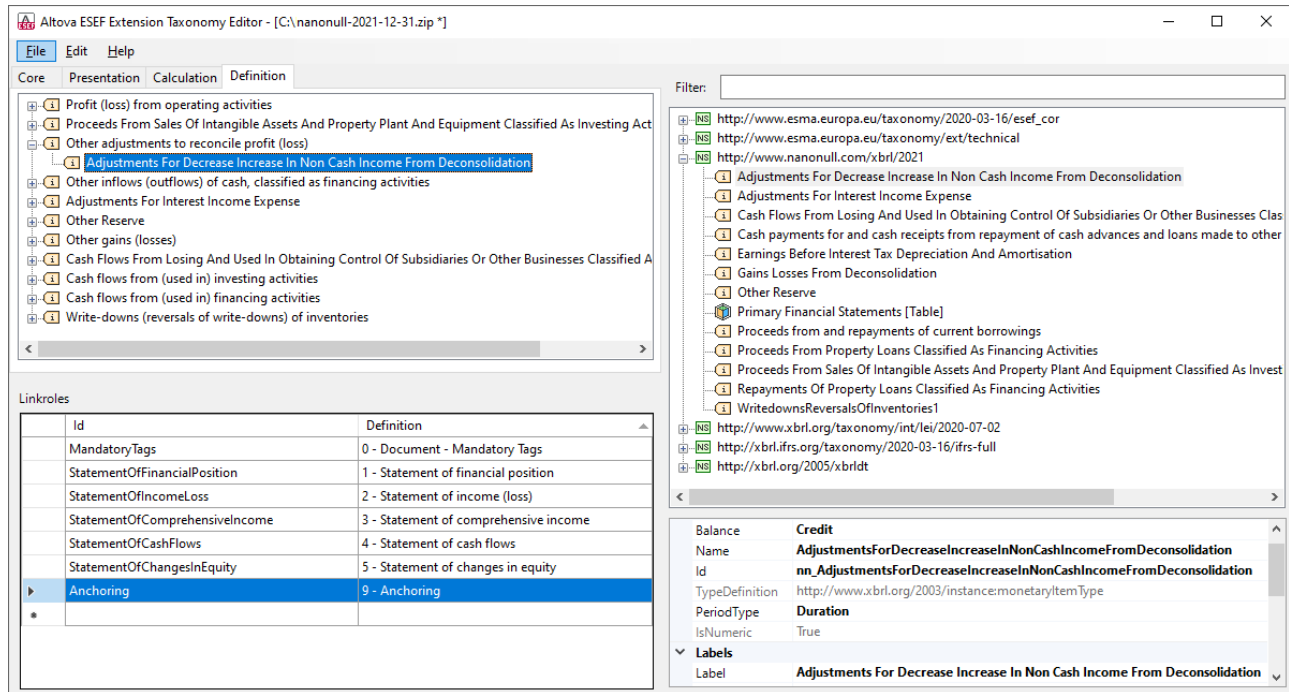 Altova ESEF Extension Taxonomy Editor - [C:\nanonull-2021-12-31.zip *]
File Edit Help
Core Presentation Calculation Definition
Profit (loss) from operating activities
Proceeds From Sales Of Intangible Assets And Property Plant And Equipment Classified As Investing Act
Other adjustments to reconcile profit (loss)
Adjustments For Decrease Increase In Non Cash Income From Deconsolidation
Other inflows (outflows) of cash, classified as financing activities
Adjustments For Interest Income Expense
Other Reserve
Other gains (losses)
Cash Flows From Losing And Used In Obtaining Control Of Subsidiaries Or Other Businesses Classified A
Cash flows from (used in) investing activities
Cash flows from (used in) financing activities
Write-downs (reversals of write-downs) of inventories
Linkroles
Id Definition
MandatoryTags 0 - Document - Mandatory Tags
StatementOfFinancialPosition 1 - Statement of financial position
StatementOfIncomeLoss 2 - Statement of income (loss)
StatementOfComprehensiveIncome 3 - Statement of comprehensive income
StatementOfCashFlows 4 - Statement of cash flows
StatementOfChangesInEquity 5 - Statement of changes in equity
Anchoring 9 - Anchoring
Filter:
NS http://www.esma.europa.eu/taxonomy/2020-03-16/esef_cor
NS http://www.esma.europa.eu/taxonomy/ext/technical
NS http://www.nanonull.com/xbrl/2021
Adjustments For Decrease Increase In Non Cash Income From Deconsolidation
Adjustments For Interest Income Expense
Cash Flows From Losing And Used In Obtaining Control Of Subsidiaries Or Other Businesses Clas
Cash payments for and cash receipts from repayment of cash advances and loans made to other
Earnings Before Interest Tax Depreciation And Amortisation
Gains Losses From Deconsolidation
Other Reserve
Primary Financial Statements [Table]
Proceeds from and repayments of current borrowings
Proceeds From Property Loans Classified As Financing Activities
Proceeds From Sales Of Intangible Assets And Property Plant And Equipment Classified As Invest
Repayments Of Property Loans Classified As Financing Activities
WritedownsReversalsOfInventories1
NS http://www.xbrl.org/taxonomy/int/lei/2020-07-02
NS http://xbrl.ifrs.org/taxonomy/2020-03-16/ifrs-full
NS http://xbrl.org/2005/xbrldt
Balance Credit
Name AdjustmentsForDecreaseIncreaseInNonCashIncomeFromDeconsolidation
Id nn_AdjustmentsForDecreaseIncreaseInNonCashIncomeFromDeconsolidation
TypeDefinition http://www.xbrl.org/2003/instance:monetaryItemType
PeriodType Duration
IsNumeric True
Labels
Label Adjustments For Decrease Increase In Non Cash Income From Deconsolidation